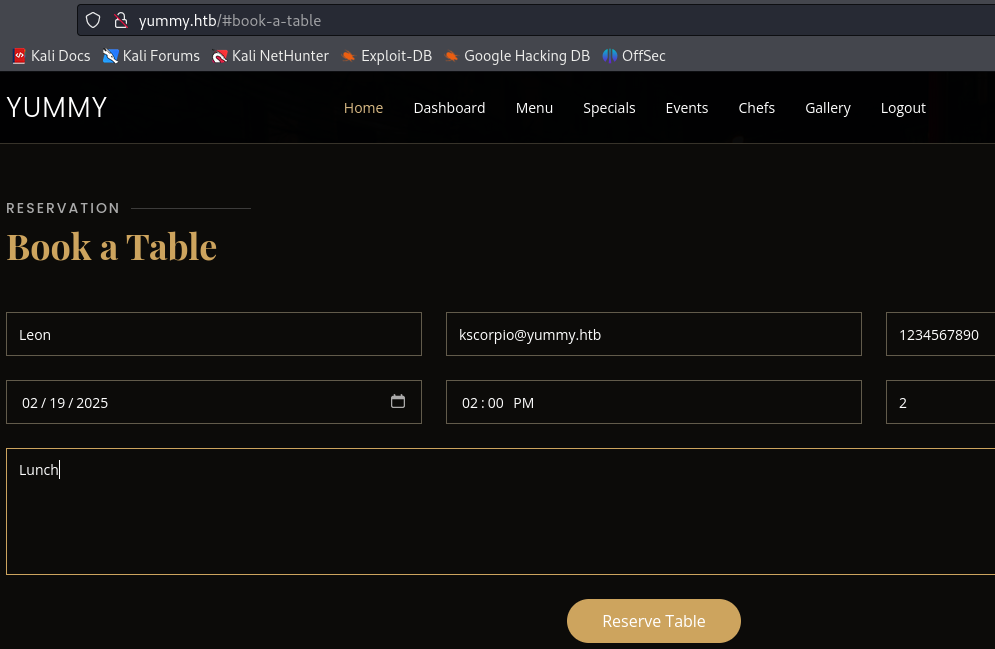 yummy.htb/#book-a-table
Kali Docs Kali Forums Kali NetHunter Exploit-DB Google Hacking DB OffSec
YUMMY Home Dashboard Menu Specials Events Chefs Gallery Logout
RESERVATION
Book a Table
Leon kscorpio@yummy.htb 1234567890
02 / 19 / 2025 02 : 00 PM 2
Lunch
Reserve Table